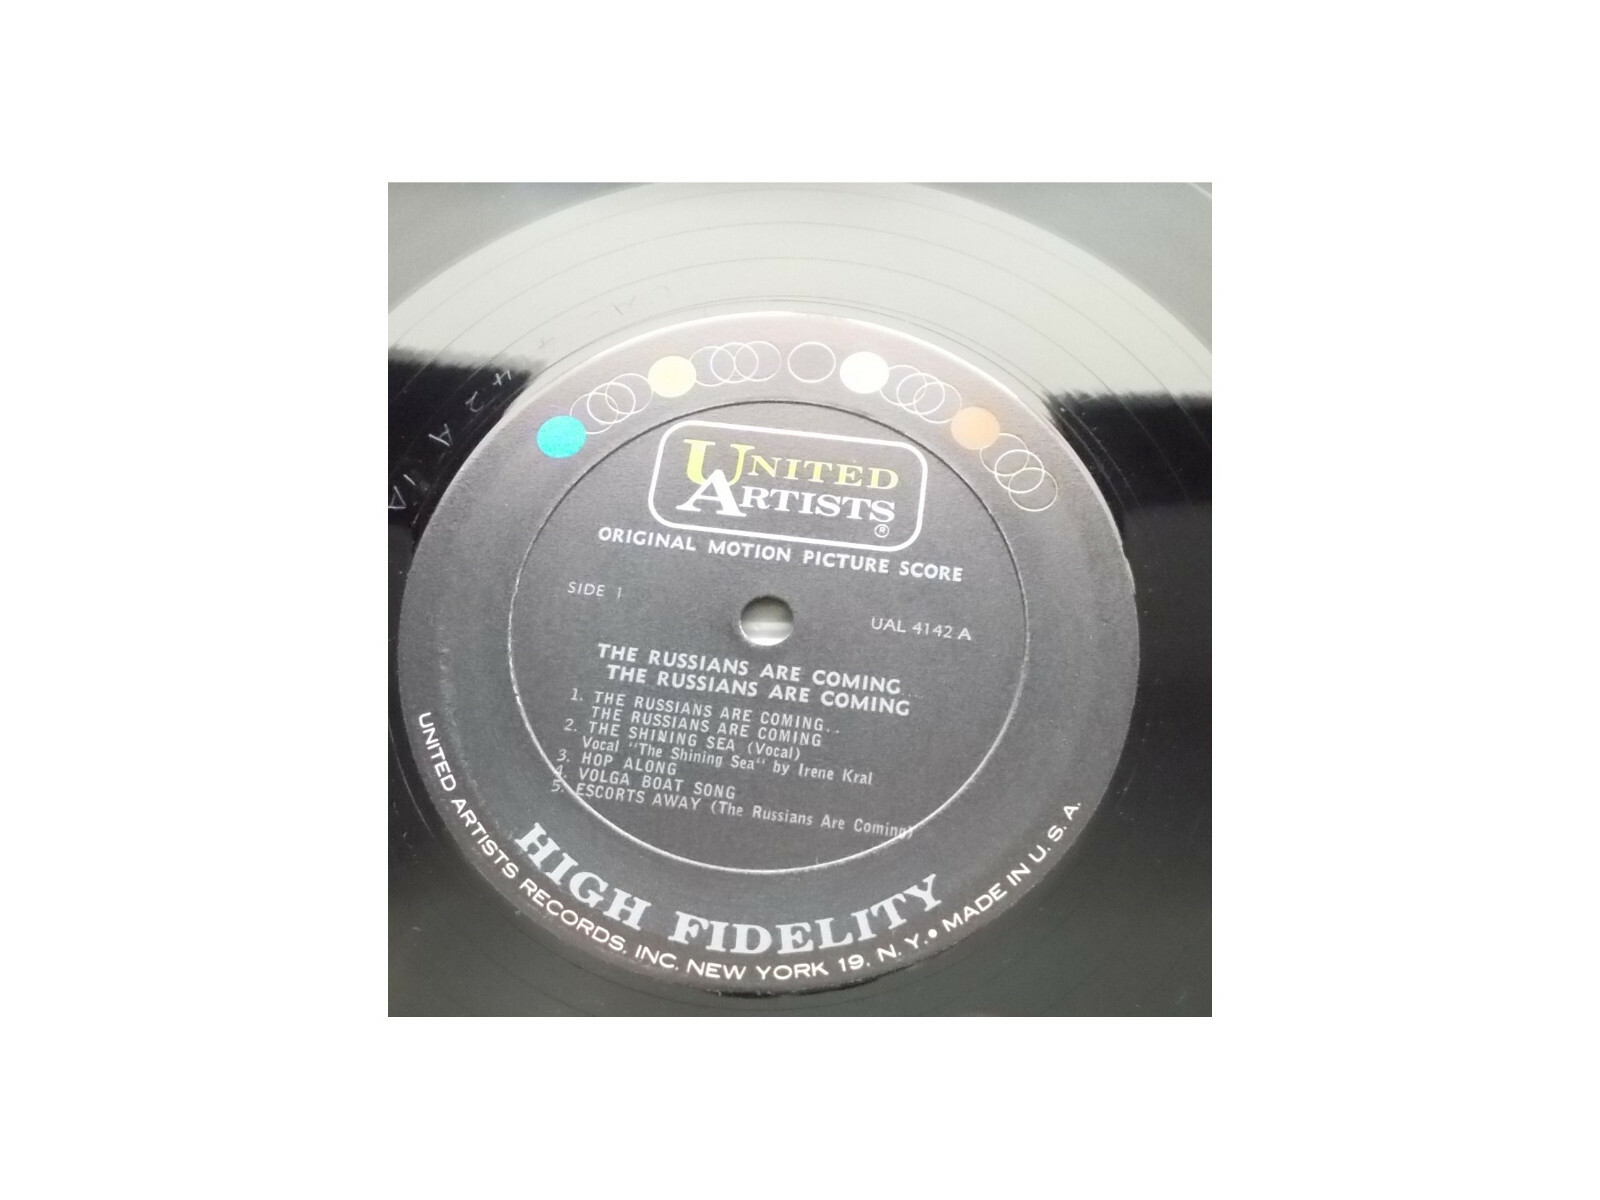 UNITED
ARTISTS
®
ORIGINAL MOTION PICTURE SCORE
SIDE 1
UAL 4142 A
THE RUSSIANS ARE COMING....
THE RUSSIANS ARE COMING
1. THE RUSSIANS ARE COMING..
THE RUSSIANS ARE COMING
2. THE SHINING SEA (Vocal)
Vocal "The Shining Sea" by Irene Kral
3. HOP ALONG
4. VOLGA BOAT SONG
5. ESCORTS AWAY (The Russians Are Coming)
HIGH FIDELITY
UNITED ARTISTS RECORDS, INC. NEW YORK 19, N. Y. • MADE IN U. S. A.